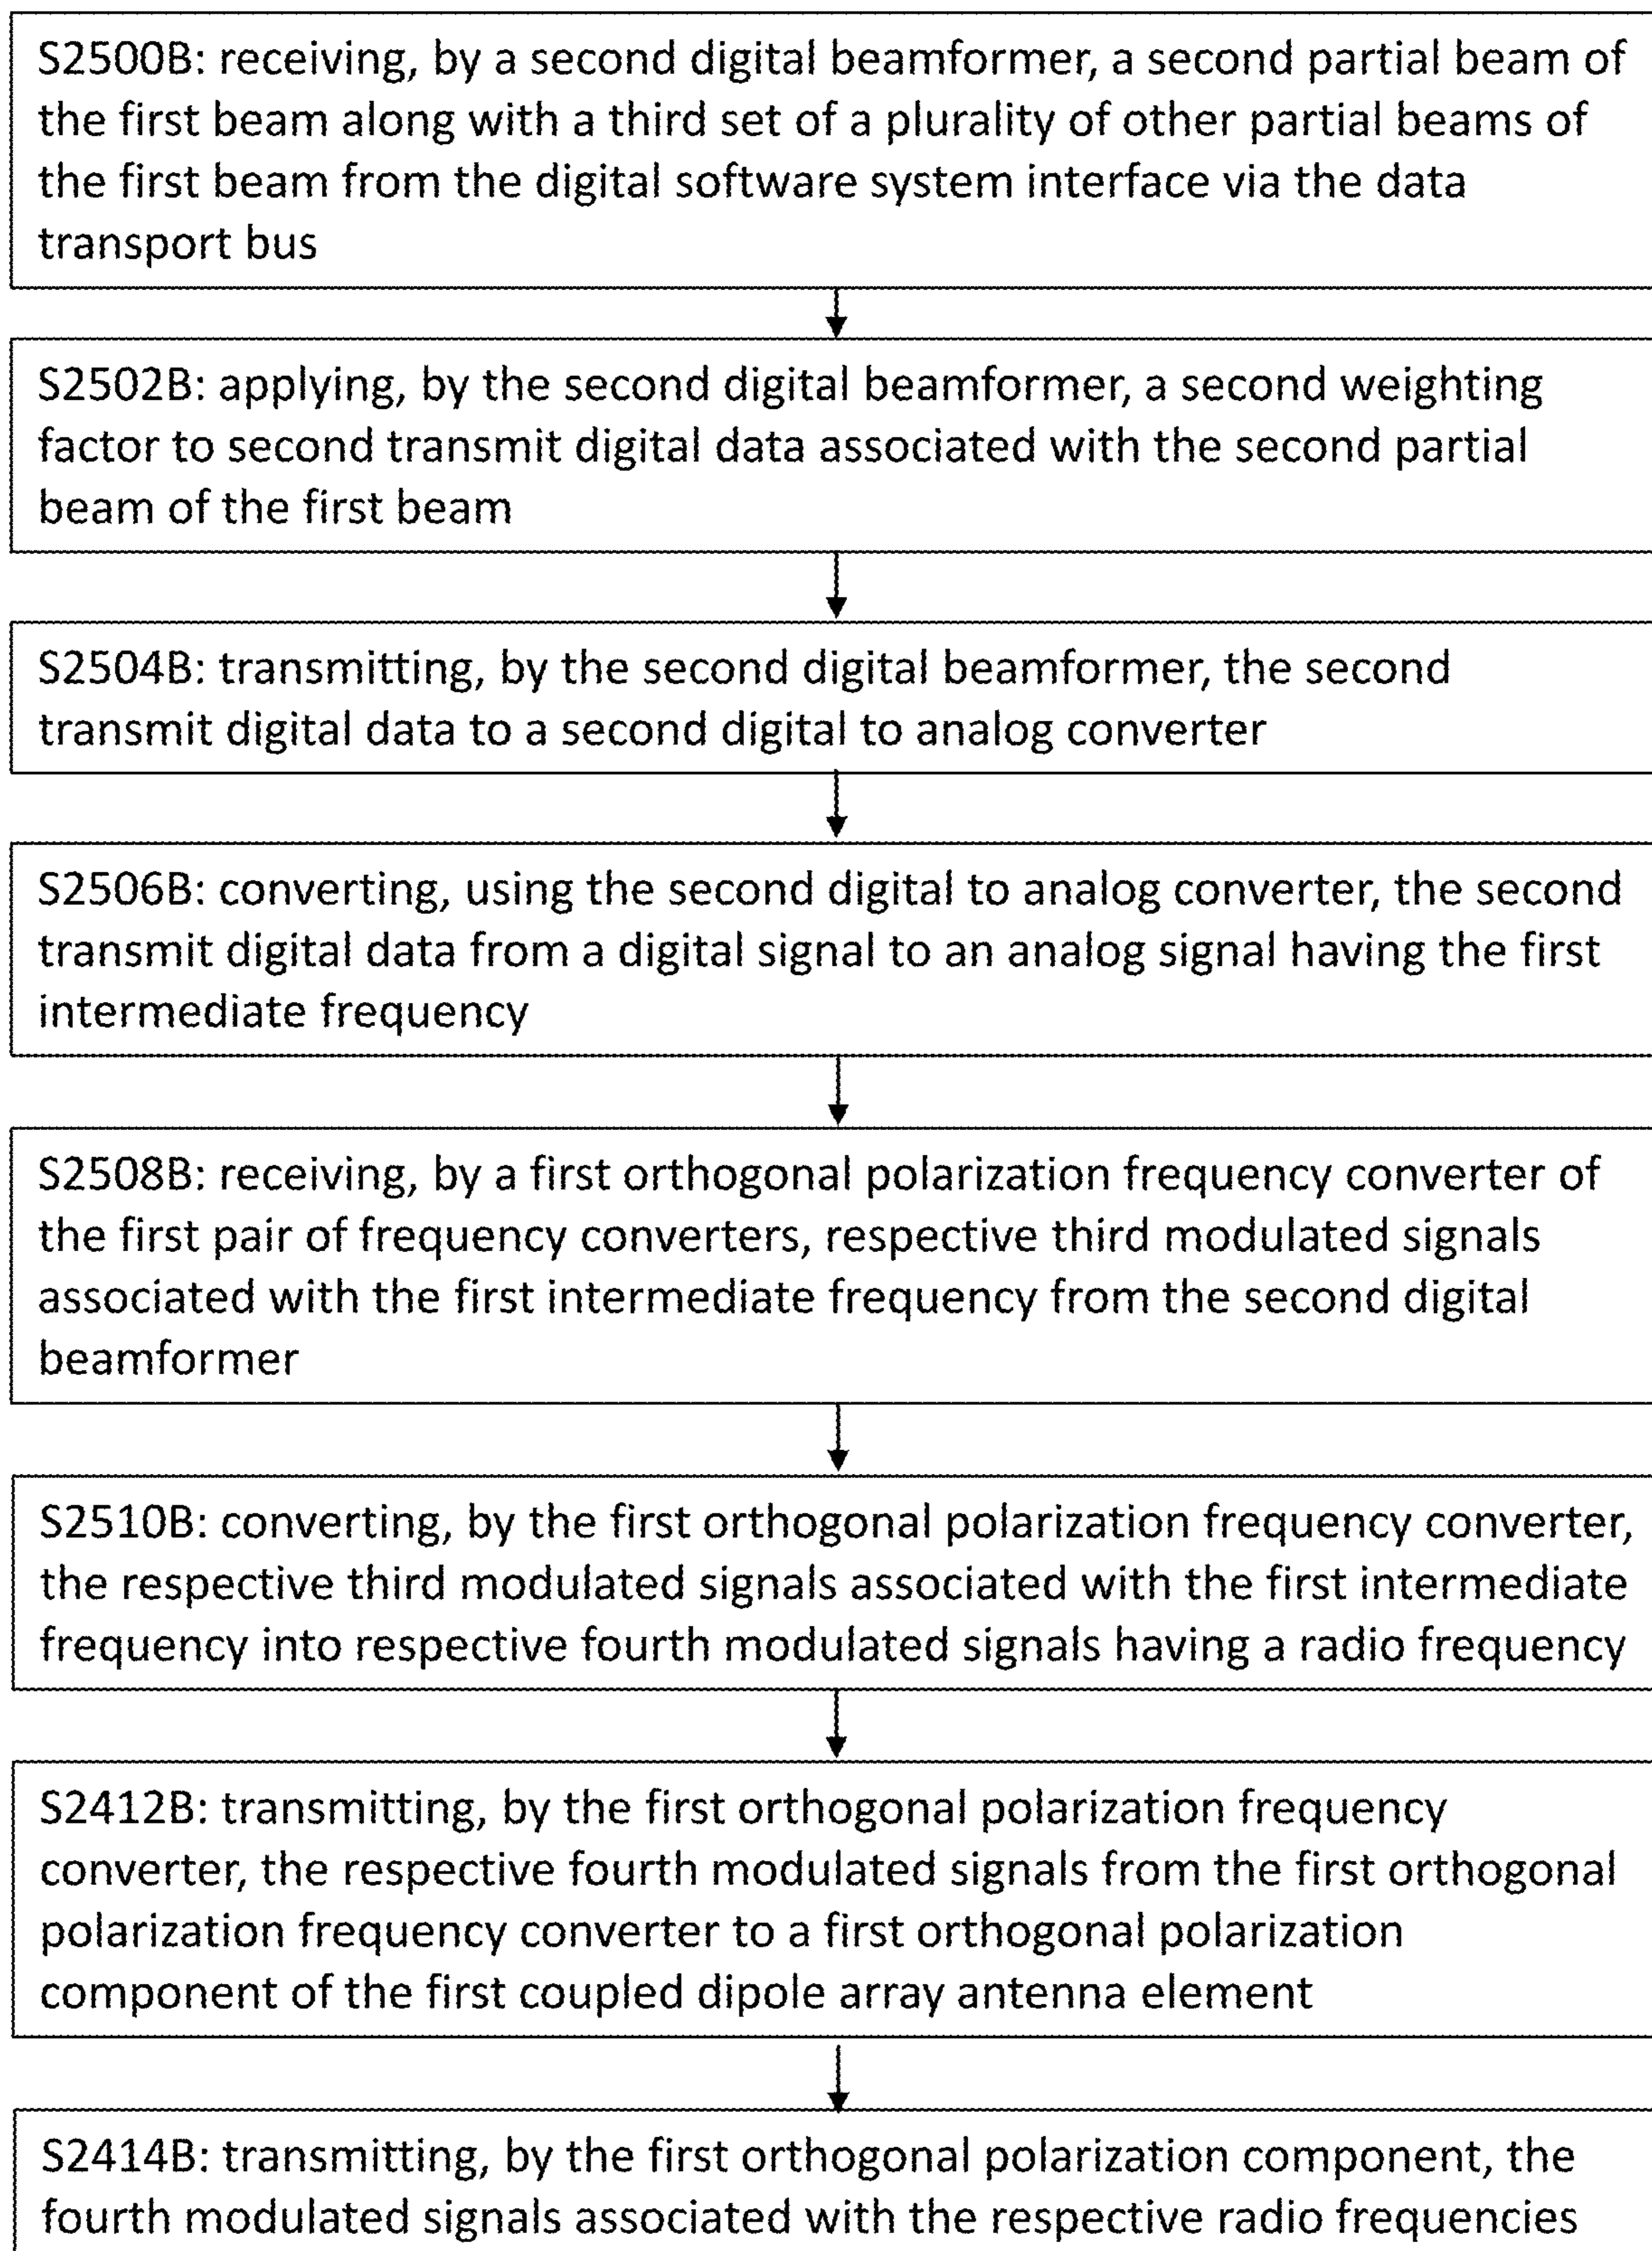 S2500B: receiving, by a second digital beamformer, a second partial beam of
the first beam along with a third set of a plurality of other partial beams of
the first beam from the digital software system interface via the data
transport bus
S2502B: applying, by the second digital beamformer, a second weighting
factor to second transmit digital data associated with the second partial
beam of the first beam
S2504B: transmitting, by the second digital beamformer, the second
transmit digital data to a second digital to analog converter
S2506B: converting, using the second digital to analog converter, the second
transmit digital data from a digital signal to an analog signal having the first
intermediate frequency
S2508B: receiving, by a first orthogonal polarization frequency converter of
the first pair of frequency converters, respective third modulated signals
associated with the first intermediate frequency from the second digital
beamformer
S2510B: converting, by the first orthogonal polarization frequency converter,
the respective third modulated signals associated with the first intermediate
frequency into respective fourth modulated signals having a radio frequency
S2412B: transmitting, by the first orthogonal polarization frequency
converter, the respective fourth modulated signals from the first orthogonal
polarization frequency converter to a first orthogonal polarization
component of the first coupled dipole array antenna element
S2414B: transmitting, by the first orthogonal polarization component, the
fourth modulated signals associated with the respective radio frequencies